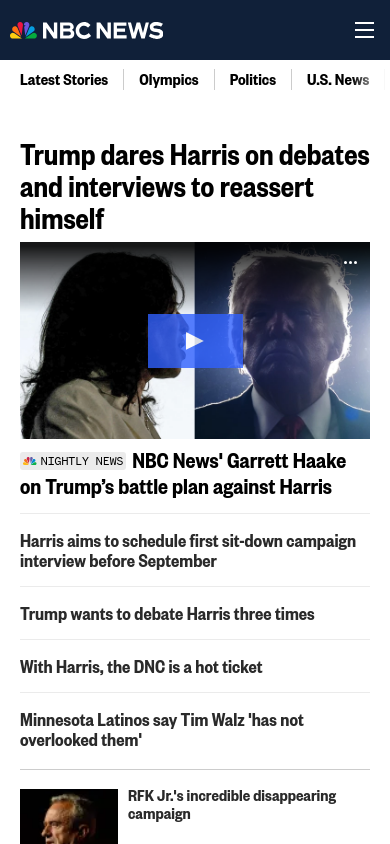 NBC NEWS
Latest Stories
Olympics
Politics
U.S. News
Trump dares Harris on debates
and interviews to reassert
himself
NIGHTLY NEWS NBC News' Garrett Haake
on Trump’s battle plan against Harris
Harris aims to schedule first sit-down campaign
interview before September
Trump wants to debate Harris three times
With Harris, the DNC is a hot ticket
Minnesota Latinos say Tim Walz 'has not
overlooked them'
RFK Jr.'s incredible disappearing
campaign